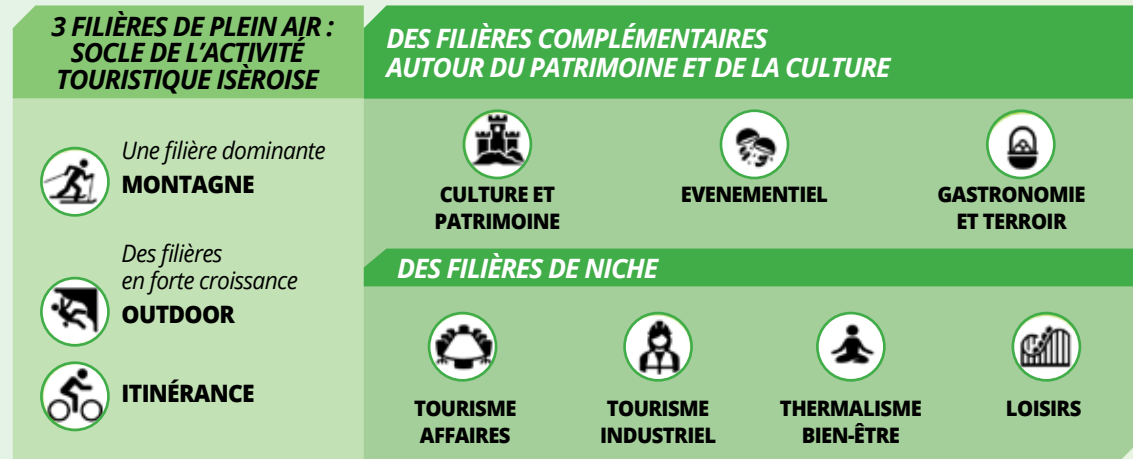 3 FILIÈRES DE PLEIN AIR :
SOCLE DE L'ACTIVITÉ
TOURISTIQUE ISÈROISE
Une filière dominante
MONTAGNE
Des filières
en forte croissance
OUTDOOR
ITINÉRANCE
DES FILIÈRES COMPLÉMENTAIRES
AUTOUR DU PATRIMOINE ET DE LA CULTURE
CULTURE ET
PATRIMOINE
EVENEMENTIEL
GASTRONOMIE
ET TERROIR
DES FILIÈRES DE NICHE
TOURISME
AFFAIRES
TOURISME
INDUSTRIEL
THERMALISME
BIEN-ÊTRE
LOISIRS